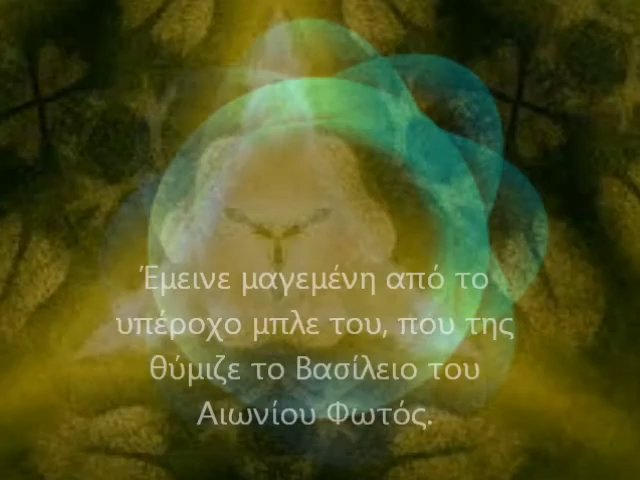 Έμεινε μαγεμένη από το
υπέροχο μπλε του, που της
θύμιζε το Βασίλειο του
Αιωνίου Φωτός.